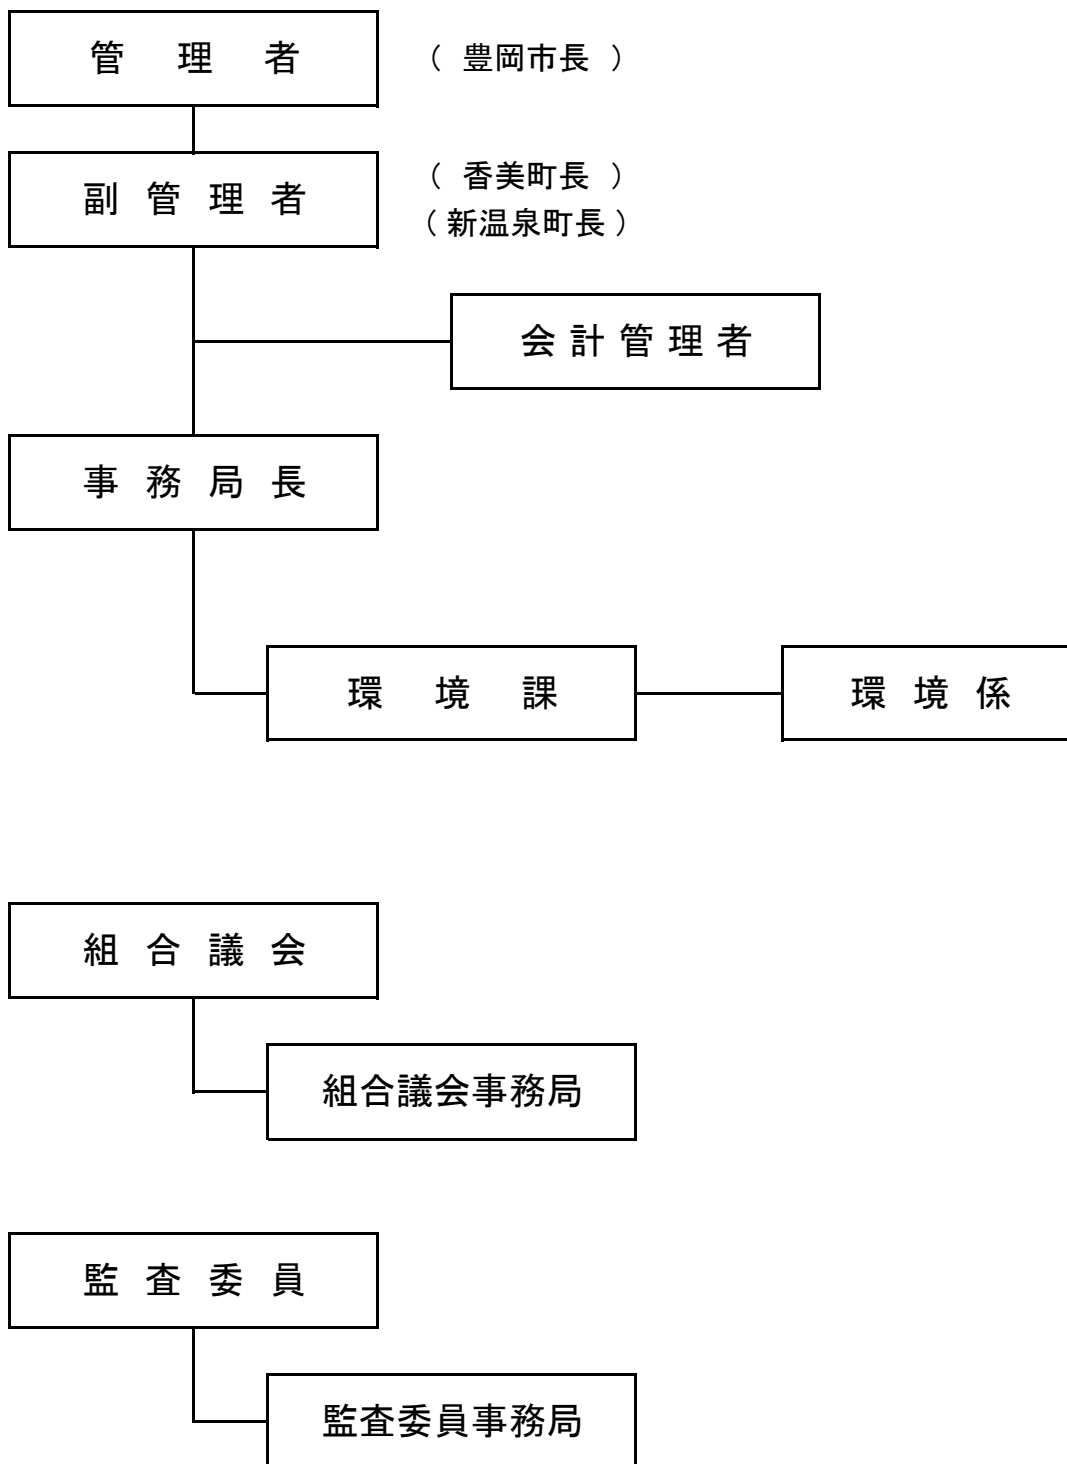 管理者 （ 豊岡市長 ）
副管理者 （ 香美町長 ）
（ 新温泉町長 ）
会計管理者
事務局長
環境課 環境係
組合議会
組合議会事務局
監査委員
監査委員事務局